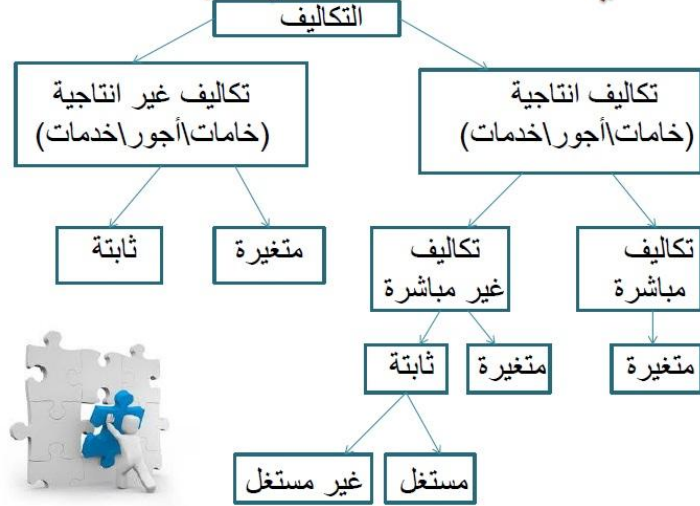 التكاليف
تكاليف انتاجية
(خامات\أجور\خدمات)
تكاليف غير انتاجية
(خامات\أجور\خدمات)
تكاليف
مباشرة
تكاليف
غير مباشرة
متغيرة
ثابتة
متغيرة
متغيرة
ثابتة
مستغل
غير مستغل